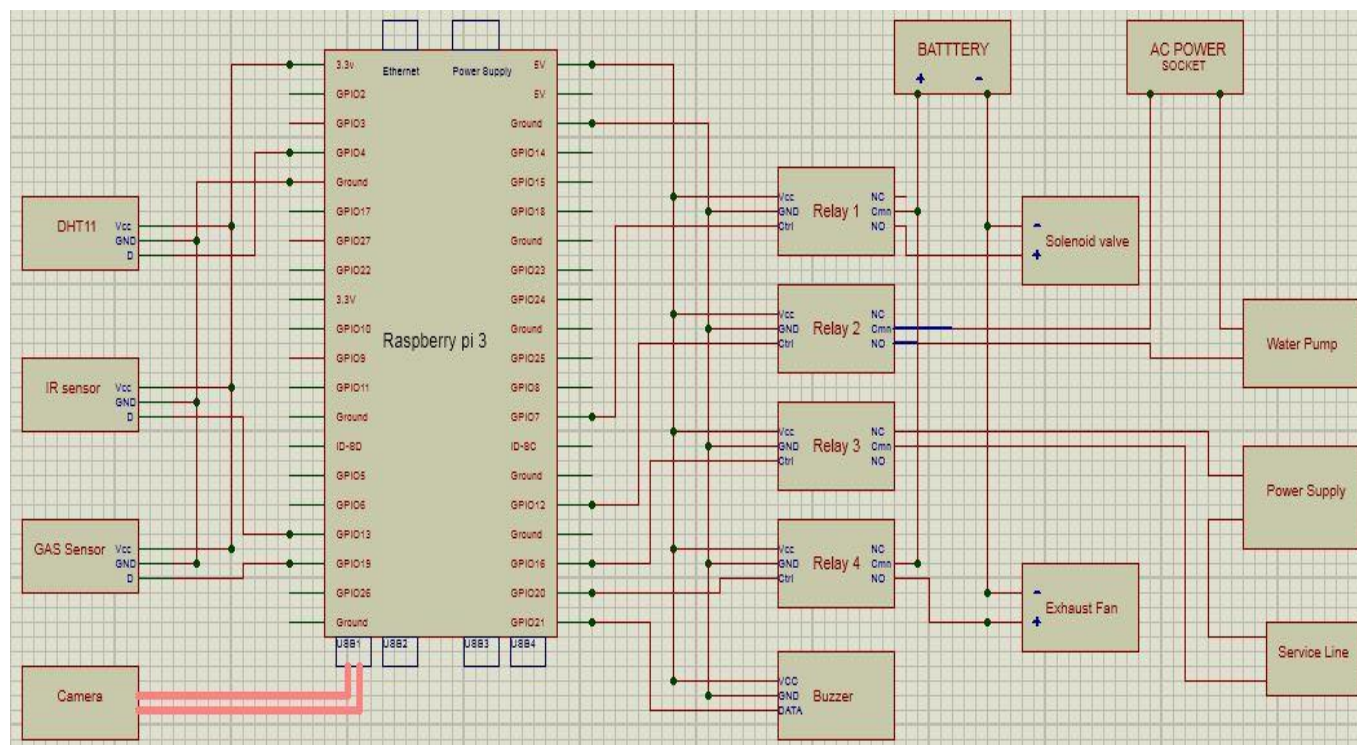 BATTTERY
+ -
AC POWER
SOCKET
Ethernet
Power Supply
3.3v
GPIO2
GPIO3
GPIO4
Ground
GPIO17
GPIO27
GPIO22
3.3V
GPIO10
GPIO9
GPIO11
Ground
ID-SD
GPIO5
GPIO6
GPIO13
GPIO19
GPIO26
Ground
Raspberry pi 3
5V
5V
Ground
GPIO14
GPIO15
GPIO18
Ground
GPIO23
GPIO24
Ground
GPIO25
GPIO8
GPIO7
ID-SC
Ground
GPIO12
Ground
GPIO16
GPIO20
GPIO21
USB1
USB2
USB3
USB4
DHT11
Vcc
GND
D
IR sensor
Vcc
GND
D
GAS Sensor
Vcc
GND
D
Camera
Relay 1
Vcc
GND
Ctrl
NC
Cmn
NO
Relay 2
Vcc
GND
Ctrl
NC
Cmn
NO
Relay 3
Vcc
GND
Ctrl
NC
Cmn
NO
Relay 4
Vcc
GND
Ctrl
NC
Cmn
NO
Buzzer
VCC
GND
DATA
-
Solenoid valve
+
Water Pump
Power Supply
-
Exhaust Fan
+
Service Line